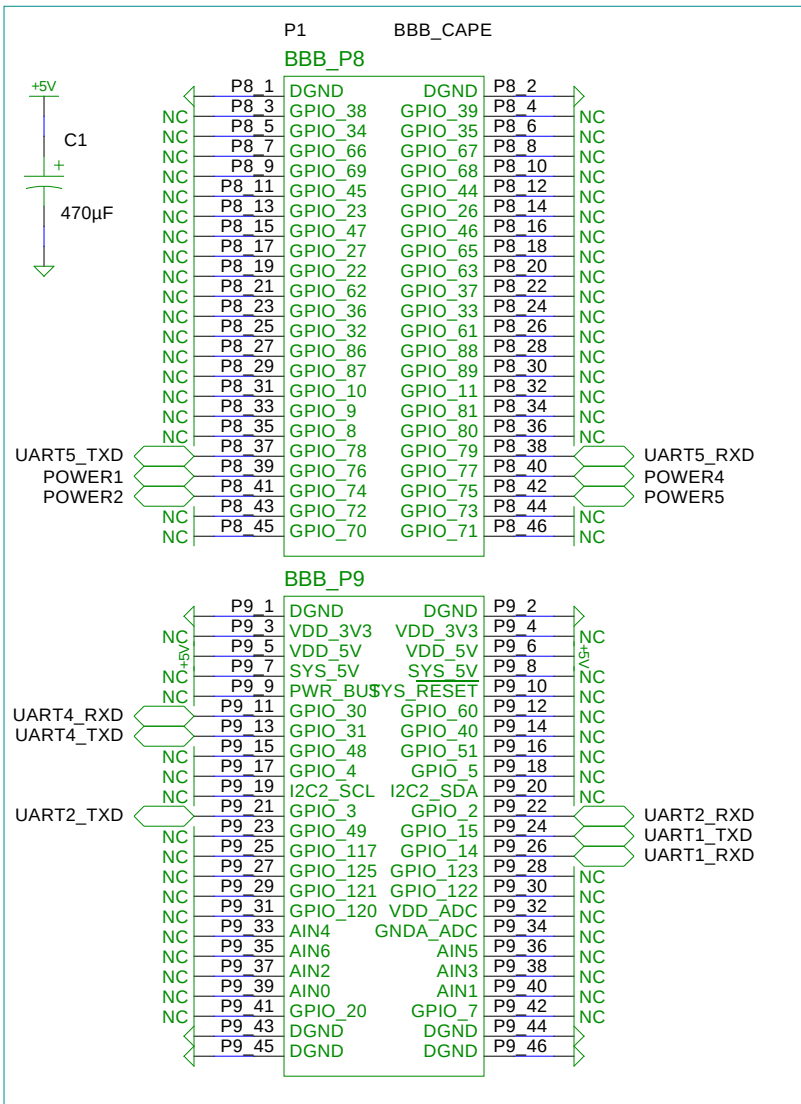 P1 BBB_CAPE
BBB_P8
+5V
C1
+
470µF
P8_1 DGND DGND P8_2
NC P8_3 GPIO_38 GPIO_39 P8_4 NC
NC P8_5 GPIO_34 GPIO_35 P8_6 NC
NC P8_7 GPIO_66 GPIO_67 P8_8 NC
NC P8_9 GPIO_69 GPIO_68 P8_10 NC
NC P8_11 GPIO_45 GPIO_44 P8_12 NC
NC P8_13 GPIO_23 GPIO_26 P8_14 NC
NC P8_15 GPIO_47 GPIO_46 P8_16 NC
NC P8_17 GPIO_27 GPIO_65 P8_18 NC
NC P8_19 GPIO_22 GPIO_63 P8_20 NC
NC P8_21 GPIO_62 GPIO_37 P8_22 NC
NC P8_23 GPIO_36 GPIO_33 P8_24 NC
NC P8_25 GPIO_32 GPIO_61 P8_26 NC
NC P8_27 GPIO_86 GPIO_88 P8_28 NC
NC P8_29 GPIO_87 GPIO_89 P8_30 NC
NC P8_31 GPIO_10 GPIO_11 P8_32 NC
NC P8_33 GPIO_9 GPIO_81 P8_34 NC
NC P8_35 GPIO_8 GPIO_80 P8_36 NC
UART5_TXD P8_37 GPIO_78 GPIO_79 P8_38 UART5_RXD
POWER1 P8_39 GPIO_76 GPIO_77 P8_40 POWER4
POWER2 P8_41 GPIO_74 GPIO_75 P8_42 POWER5
NC P8_43 GPIO_72 GPIO_73 P8_44 NC
NC P8_45 GPIO_70 GPIO_71 P8_46 NC
BBB_P9
P9_1 DGND DGND P9_2
NC P9_3 VDD_3V3 VDD_3V3 P9_4 NC
+5V P9_5 VDD_5V VDD_5V P9_6 +5V
NC P9_7 SYS_5V SYS_5V P9_8 NC
NC P9_9 PWR_BUT SYS_RESET P9_10 NC
UART4_RXD P9_11 GPIO_30 GPIO_60 P9_12 NC
UART4_TXD P9_13 GPIO_31 GPIO_40 P9_14 NC
NC P9_15 GPIO_48 GPIO_51 P9_16 NC
NC P9_17 GPIO_4 GPIO_5 P9_18 NC
NC P9_19 I2C2_SCL I2C2_SDA P9_20 NC
UART2_TXD P9_21 GPIO_3 GPIO_2 P9_22 UART2_RXD
NC P9_23 GPIO_49 GPIO_15 P9_24 UART1_TXD
NC P9_25 GPIO_117 GPIO_14 P9_26 UART1_RXD
NC P9_27 GPIO_125 GPIO_123 P9_28 NC
NC P9_29 GPIO_121 GPIO_122 P9_30 NC
NC P9_31 GPIO_120 VDD_ADC P9_32 NC
NC P9_33 AIN4 GNDA_ADC P9_34 NC
NC P9_35 AIN6 AIN5 P9_36 NC
NC P9_37 AIN2 AIN3 P9_38 NC
NC P9_39 AIN0 AIN1 P9_40 NC
NC P9_41 GPIO_20 GPIO_7 P9_42 NC
P9_43 DGND DGND P9_44
P9_45 DGND DGND P9_46